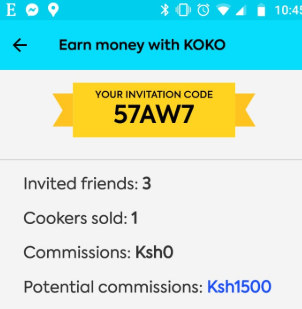 E 10:45
Earn money with KOKO
YOUR INVITATION CODE
57AW7
Invited friends: 3
Cookers sold: 1
Commissions: Ksh0
Potential commissions: Ksh1500